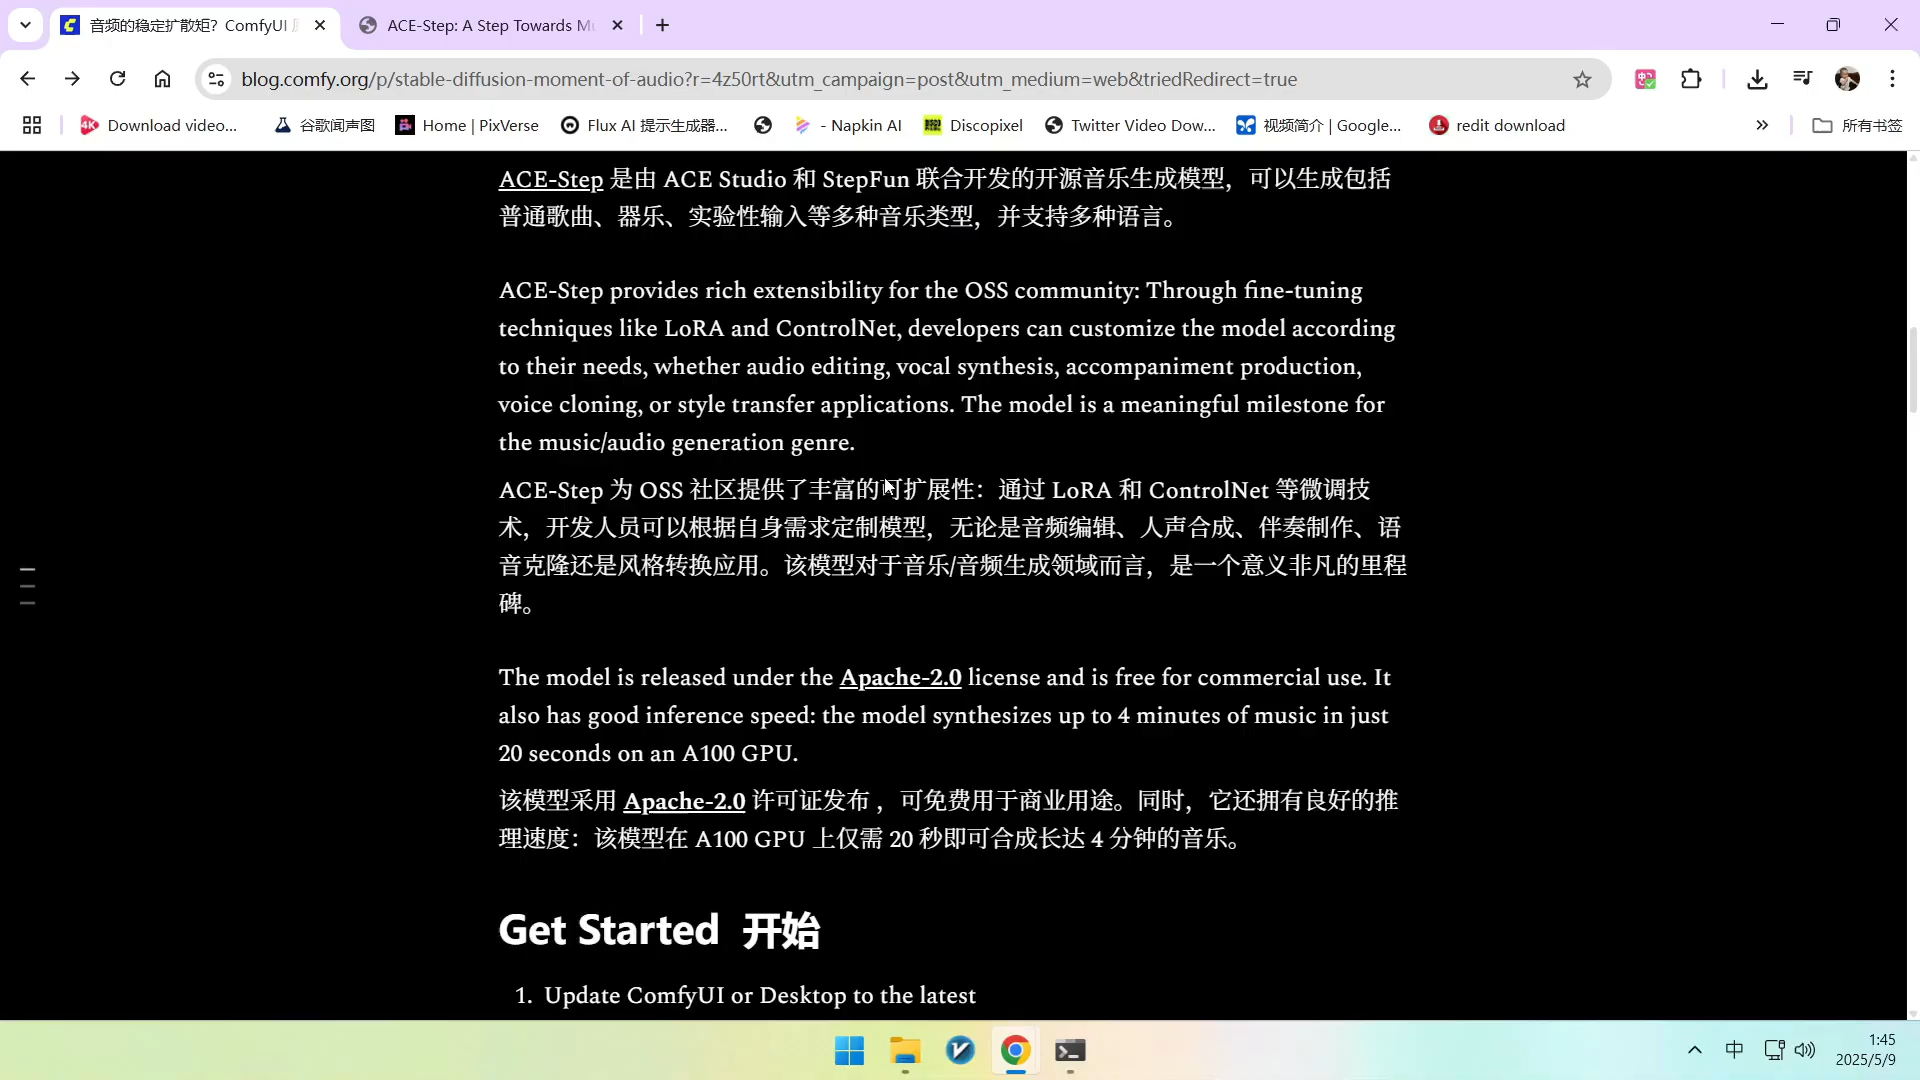 音频的稳定扩散矩？ComfyUI
ACE-Step: A Step Towards Mu
blog.comfy.org/p/stable-diffusion-moment-of-audio?r=4z50rt&utm_campaign=post&utm_medium=web&triedRedirect=true
Download video...
谷歌闻声图
Home | PixVerse
Flux AI 提示生成器...
- Napkin AI
Discopixel
Twitter Video Dow...
视频简介 | Google...
redit download
所有书签
ACE-Step 是由 ACE Studio 和 StepFun 联合开发的开源音乐生成模型，可以生成包括
普通歌曲、器乐、实验性输入等多种音乐类型，并支持多种语言。
ACE-Step provides rich extensibility for the OSS community: Through fine-tuning
techniques like LoRA and ControlNet, developers can customize the model according
to their needs, whether audio editing, vocal synthesis, accompaniment production,
voice cloning, or style transfer applications. The model is a meaningful milestone for
the music/audio generation genre.
ACE-Step 为 OSS 社区提供了丰富的可扩展性：通过 LoRA 和 ControlNet 等微调技
术，开发人员可以根据自身需求定制模型，无论是音频编辑、人声合成、伴奏制作、语
音克隆还是风格转换应用。该模型对于音乐/音频生成领域而言，是一个意义非凡的里程
碑。
The model is released under the Apache-2.0 license and is free for commercial use. It
also has good inference speed: the model synthesizes up to 4 minutes of music in just
20 seconds on an A100 GPU.
该模型采用 Apache-2.0 许可证发布 ，可免费用于商业用途。同时，它还拥有良好的推
理速度：该模型在 A100 GPU 上仅需 20 秒即可合成长达 4 分钟的音乐。
Get Started 开始
1. Update ComfyUI or Desktop to the latest
中
1:45
2025/5/9